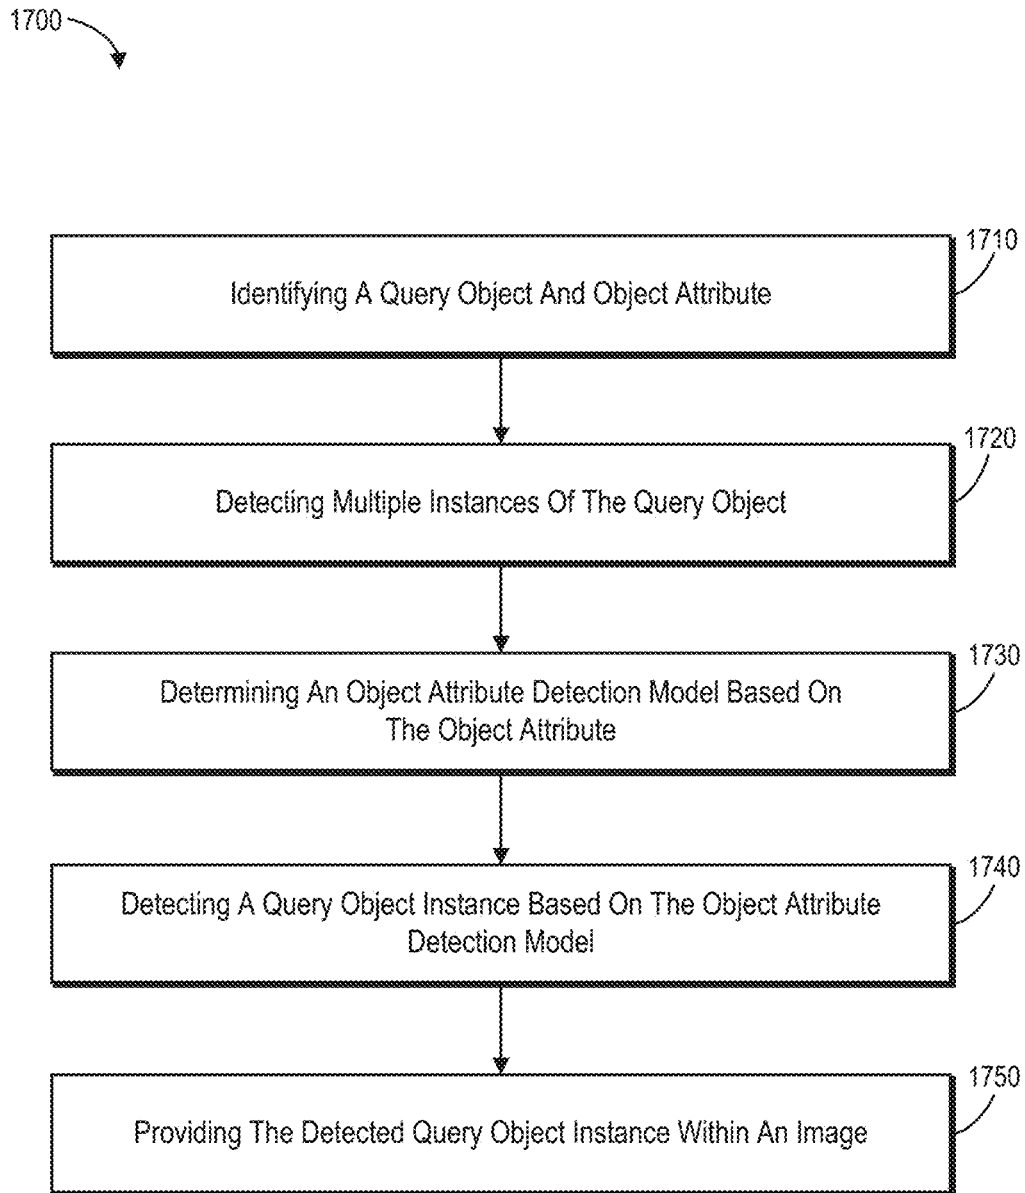 1700
1710
Identifying A Query Object And Object Attribute
1720
Detecting Multiple Instances Of The Query Object
1730
Determining An Object Attribute Detection Model Based On
The Object Attribute
1740
Detecting A Query Object Instance Based On The Object Attribute
Detection Model
1750
Providing The Detected Query Object Instance Within An Image